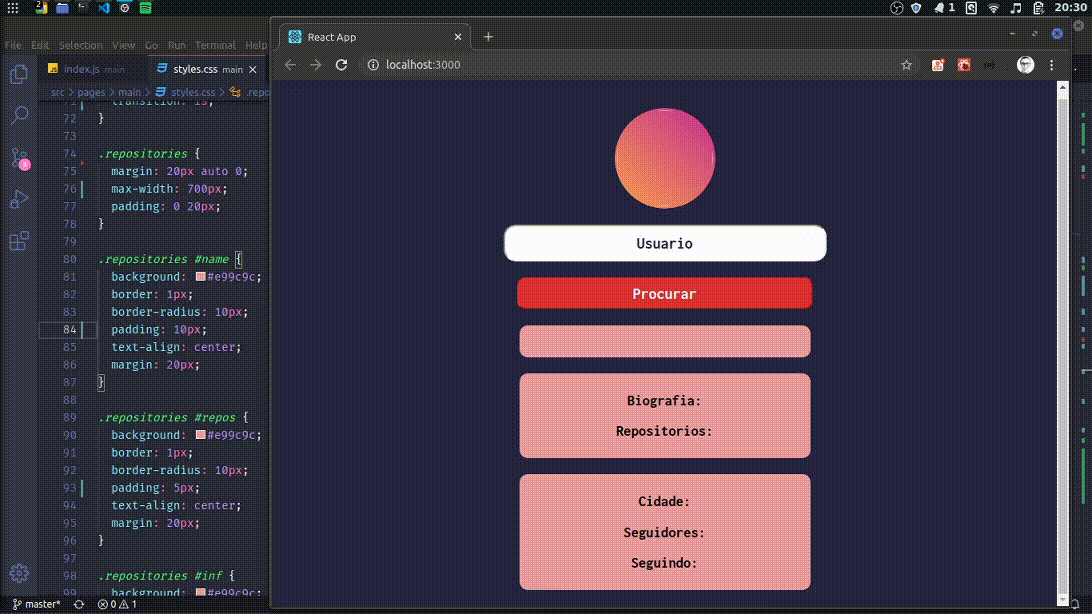 1
20:30
React App
File Edit Selection View Go Run Terminal Help
index.js main
styles.css main
localhost:3000
src > pages > main > styles.css > .repo
71 transition: 1s;
72 }
73
74 .repositories {
75 margin: 20px auto 0;
76 max-width: 700px;
77 padding: 0 20px;
78 }
79
80 .repositories #name {
81 background: #e99c9c;
82 border: 1px;
83 border-radius: 10px;
84 padding: 10px;
85 text-align: center;
86 margin: 20px;
87 }
88
89 .repositories #repos {
90 background: #e99c9c;
91 border: 1px;
92 border-radius: 10px;
93 padding: 5px;
94 text-align: center;
95 margin: 20px;
96 }
97
98 .repositories #inf {
99 background: #e99c9c;
3
master* 0 1
Usuario
Procurar
Biografia:
Repositorios:
Cidade:
Seguidores:
Seguindo: